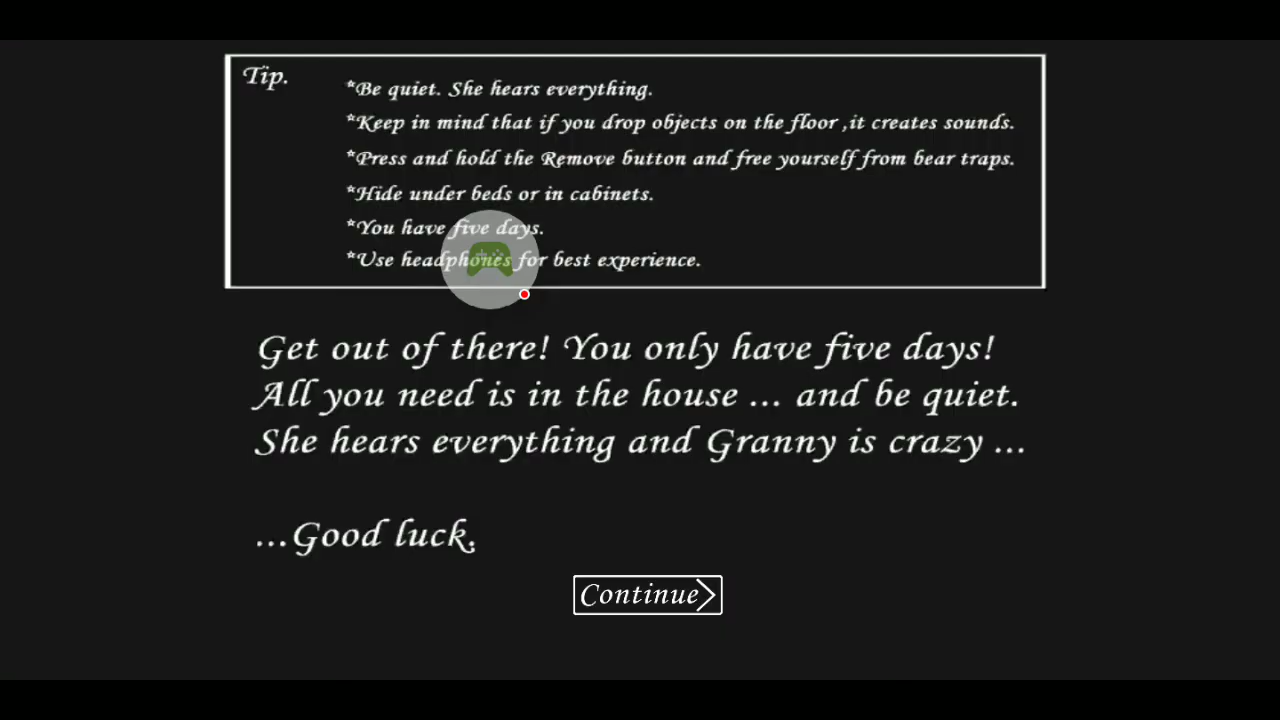 Tip.
*Be quiet. She hears everything.
*Keep in mind that if you drop objects on the floor ,it creates sounds.
*Press and hold the Remove button and free yourself from bear traps.
*Hide under beds or in cabinets.
*You have five days.
*Use headphones for best experience.
Get out of there! You only have five days!
All you need is in the house ... and be quiet.
She hears everything and Granny is crazy ...
...Good luck.
Continue